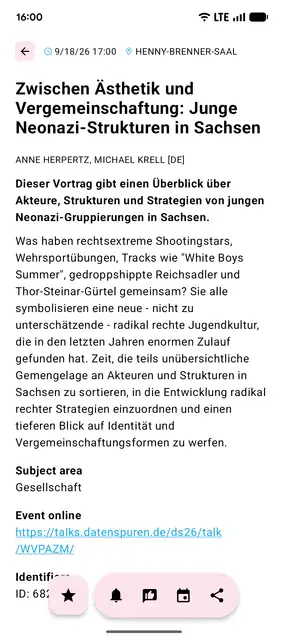 16:00
LTE
9/18/26 17:00 HENNY-BRENNER-SAAL
Zwischen Ästhetik und
Vergemeinschaftung: Junge
Neonazi-Strukturen in Sachsen
ANNE HERPERTZ, MICHAEL KRELL [DE]
Dieser Vortrag gibt einen Überblick über
Akteure, Strukturen und Strategien von jungen
Neonazi-Gruppierungen in Sachsen.
Was haben rechtsextreme Shootingstars,
Wehrsportübungen, Tracks wie "White Boys
Summer", gedroppshippte Reichsadler und
Thor-Steinar-Gürtel gemeinsam? Sie alle
symbolisieren eine neue - nicht zu
unterschätzende - radikal rechte Jugendkultur,
die in den letzten Jahren enormen Zulauf
gefunden hat. Zeit, die teils unübersichtliche
Gemengelage an Akteuren und Strukturen in
Sachsen zu sortieren, in die Entwicklung radikal
rechter Strategien einzuordnen und einen
tieferen Blick auf Identität und
Vergemeinschaftungsformen zu werfen.
Subject area
Gesellschaft
Event online
https://talks.datenspuren.de/ds26/talk
/WVPAZM/
Identifiers
ID: 682